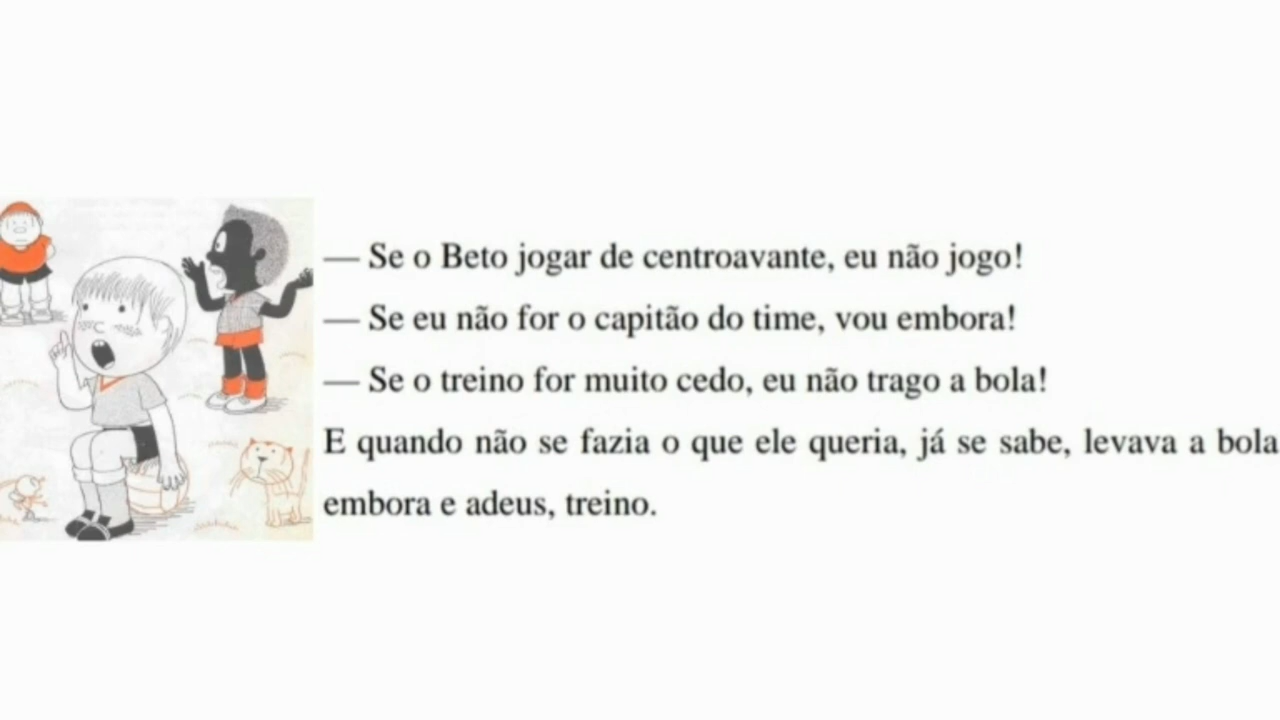 — Se o Beto jogar de centroavante, eu não jogo!
— Se eu não for o capitão do time, vou embora!
— Se o treino for muito cedo, eu não trago a bola!
E quando não se fazia o que ele queria, já se sabe, levava a bola
embora e adeus, treino.